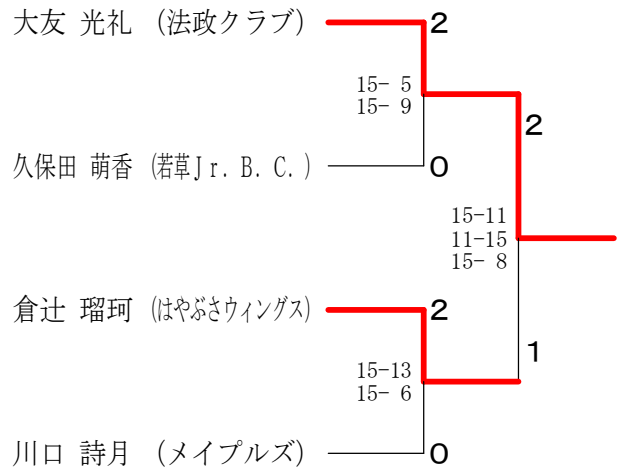 大友 光礼 (法政クラブ) 2
15- 5
15- 9
2
久保田 萌香 (若草Jr. B. C. ) 0
15-11
11-15
15- 8
倉辻 瑠珂 (はやぶさウィングス) 2
1
15-13
15- 6
川口 詩月 (メイプルズ) 0